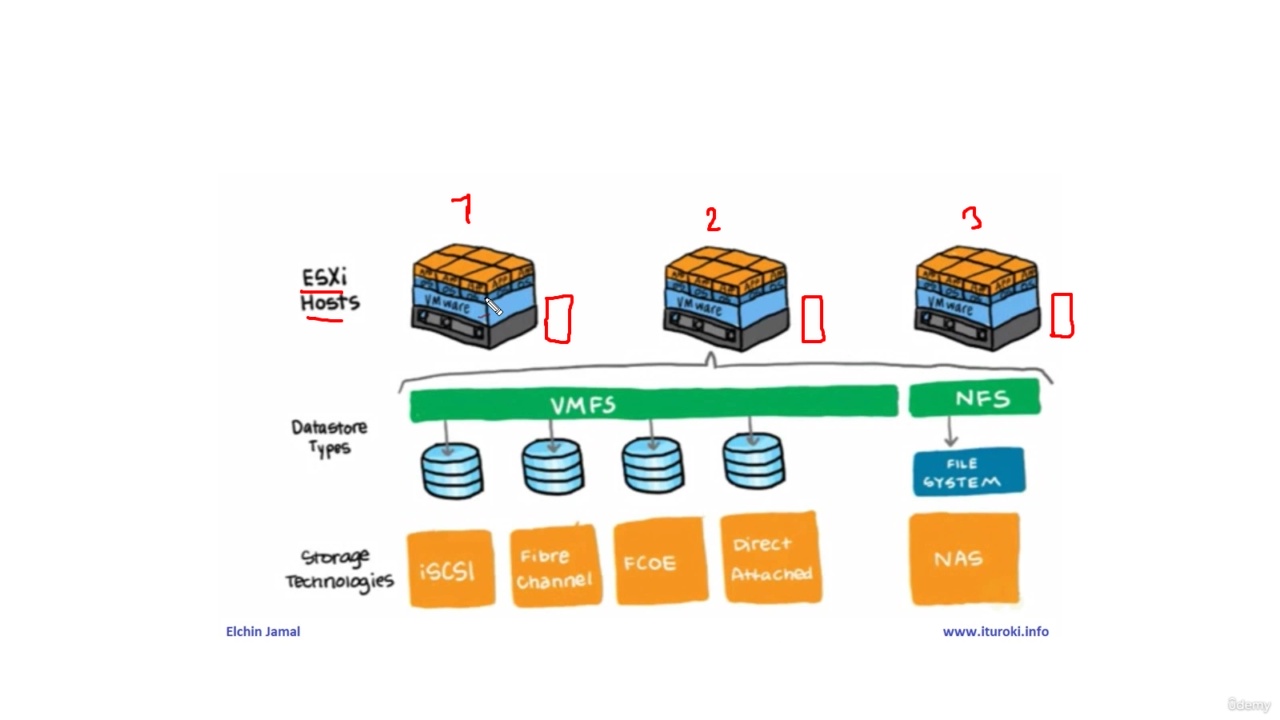 1
2
3
ESXi
Hosts
VMware
VMware
VMware
VMFS
NFS
Datastore
Types
FILE
SYSTEM
Storage
Technologies
iSCSI
Fibre
Channel
FCOE
Direct
Attached
NAS
Elchin Jamal
www.ituroki.info
ûdemy